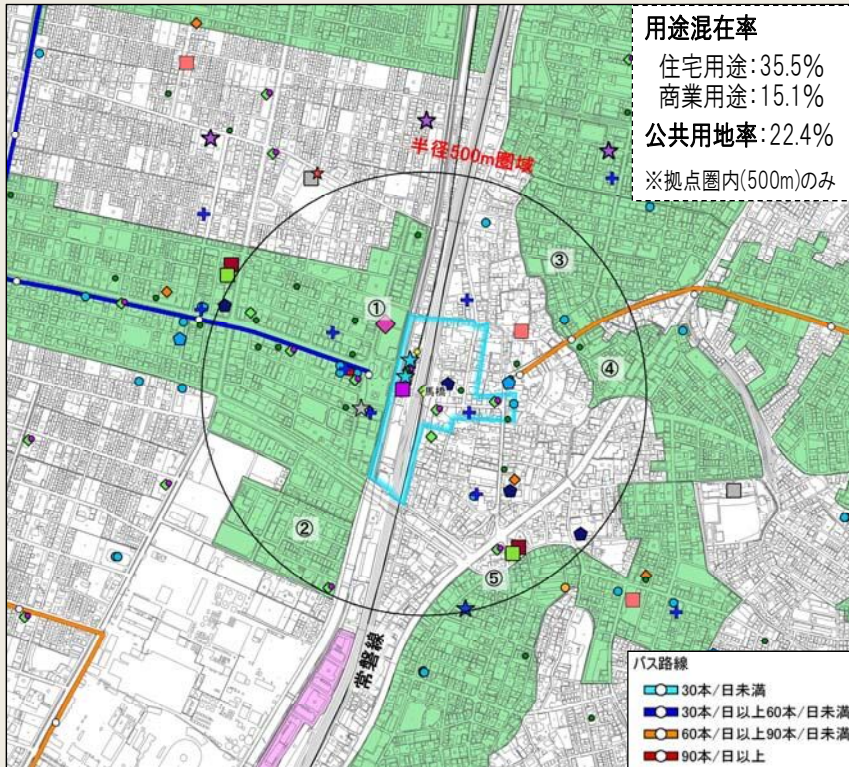 用途混在率
住宅用途:35.5%
商業用途:15.1%
公共用地率:22.4%
※拠点圏内(500m)のみ
半径500m圏域
③
①
④
馬橋
②
⑤
常磐線
バス路線
30本/日未満
30本/日以上60本/日未満
60本/日以上90本/日未満
90本/日以上